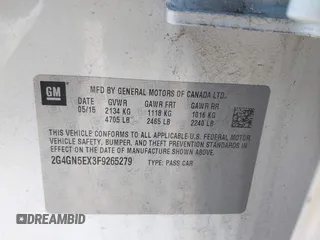 GM
MFD BY GENERAL MOTORS OF CANADA LTD.
DATE GVWR GAWR FRT GAWR RR
05/15 2134 KG 1118 KG 1016 KG
4705 LB 2465 LB 2240 LB
THIS VEHICLE CONFORMS TO ALL APPLICABLE U.S. FEDERAL MOTOR
VEHICLE SAFETY, BUMPER, AND THEFT PREVENTION STANDARDS IN
EFFECT ON THE DATE OF MANUFACTURE SHOWN ABOVE.
2G4GN5EX3F9265279 TYPE: PASS CAR
DREAMBID
DREAMBID.COM